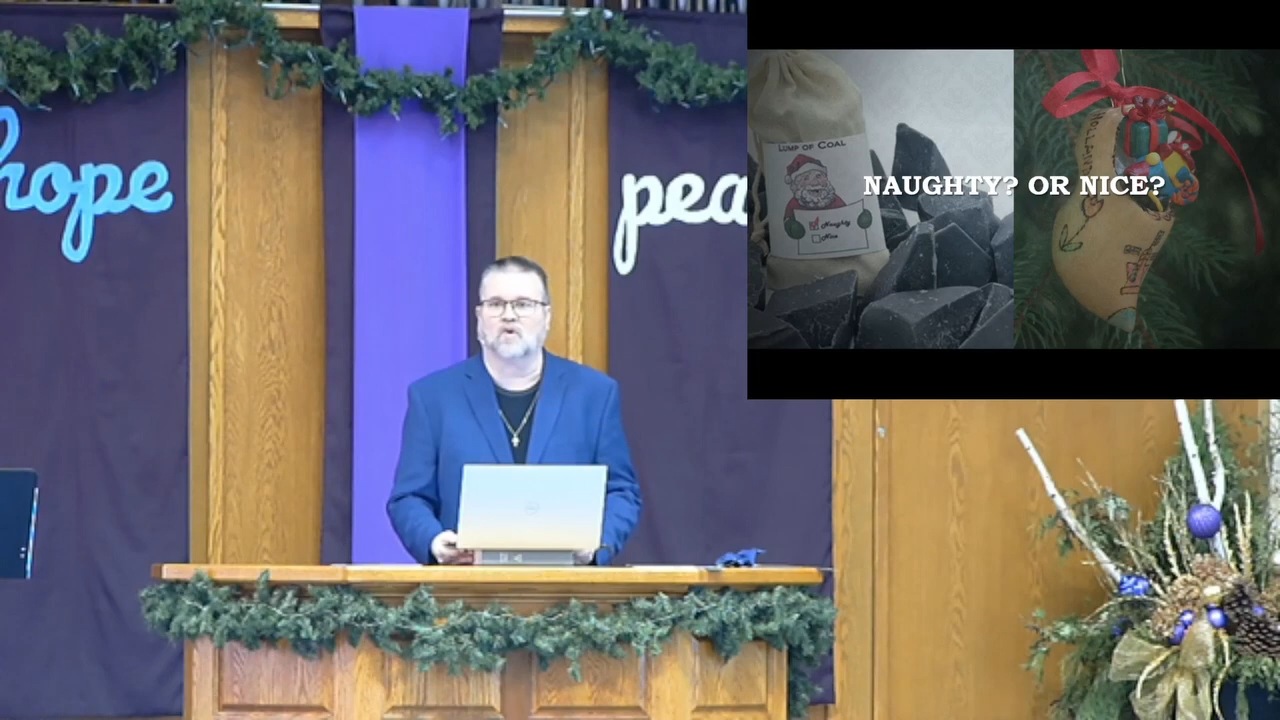 hope
pea
LUMP OF COAL
Naughty
Nice
NAUGHTY? OR NICE?